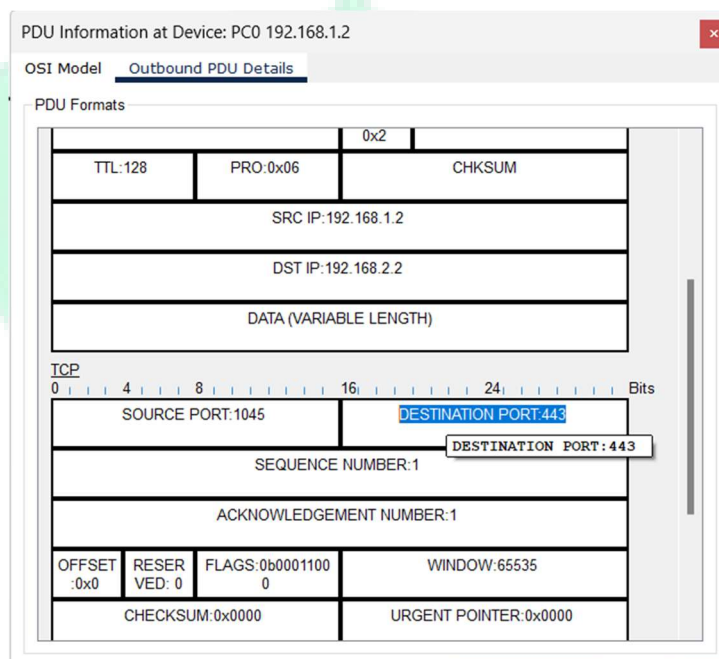 PDU Information at Device: PC0 192.168.1.2
×
OSI Model Outbound PDU Details
PDU Formats
0x2
TTL:128 PRO:0x06 CHKSUM
SRC IP:192.168.1.2
DST IP:192.168.2.2
DATA (VARIABLE LENGTH)
TCP
0 4 8 16 24 Bits
SOURCE PORT:1045 DESTINATION PORT:443
DESTINATION PORT:443
SEQUENCE NUMBER:1
ACKNOWLEDGEMENT NUMBER:1
OFFSET RESER FLAGS:0b0001100 WINDOW:65535
:0x0 VED: 0 0
CHECKSUM:0x0000 URGENT POINTER:0x0000